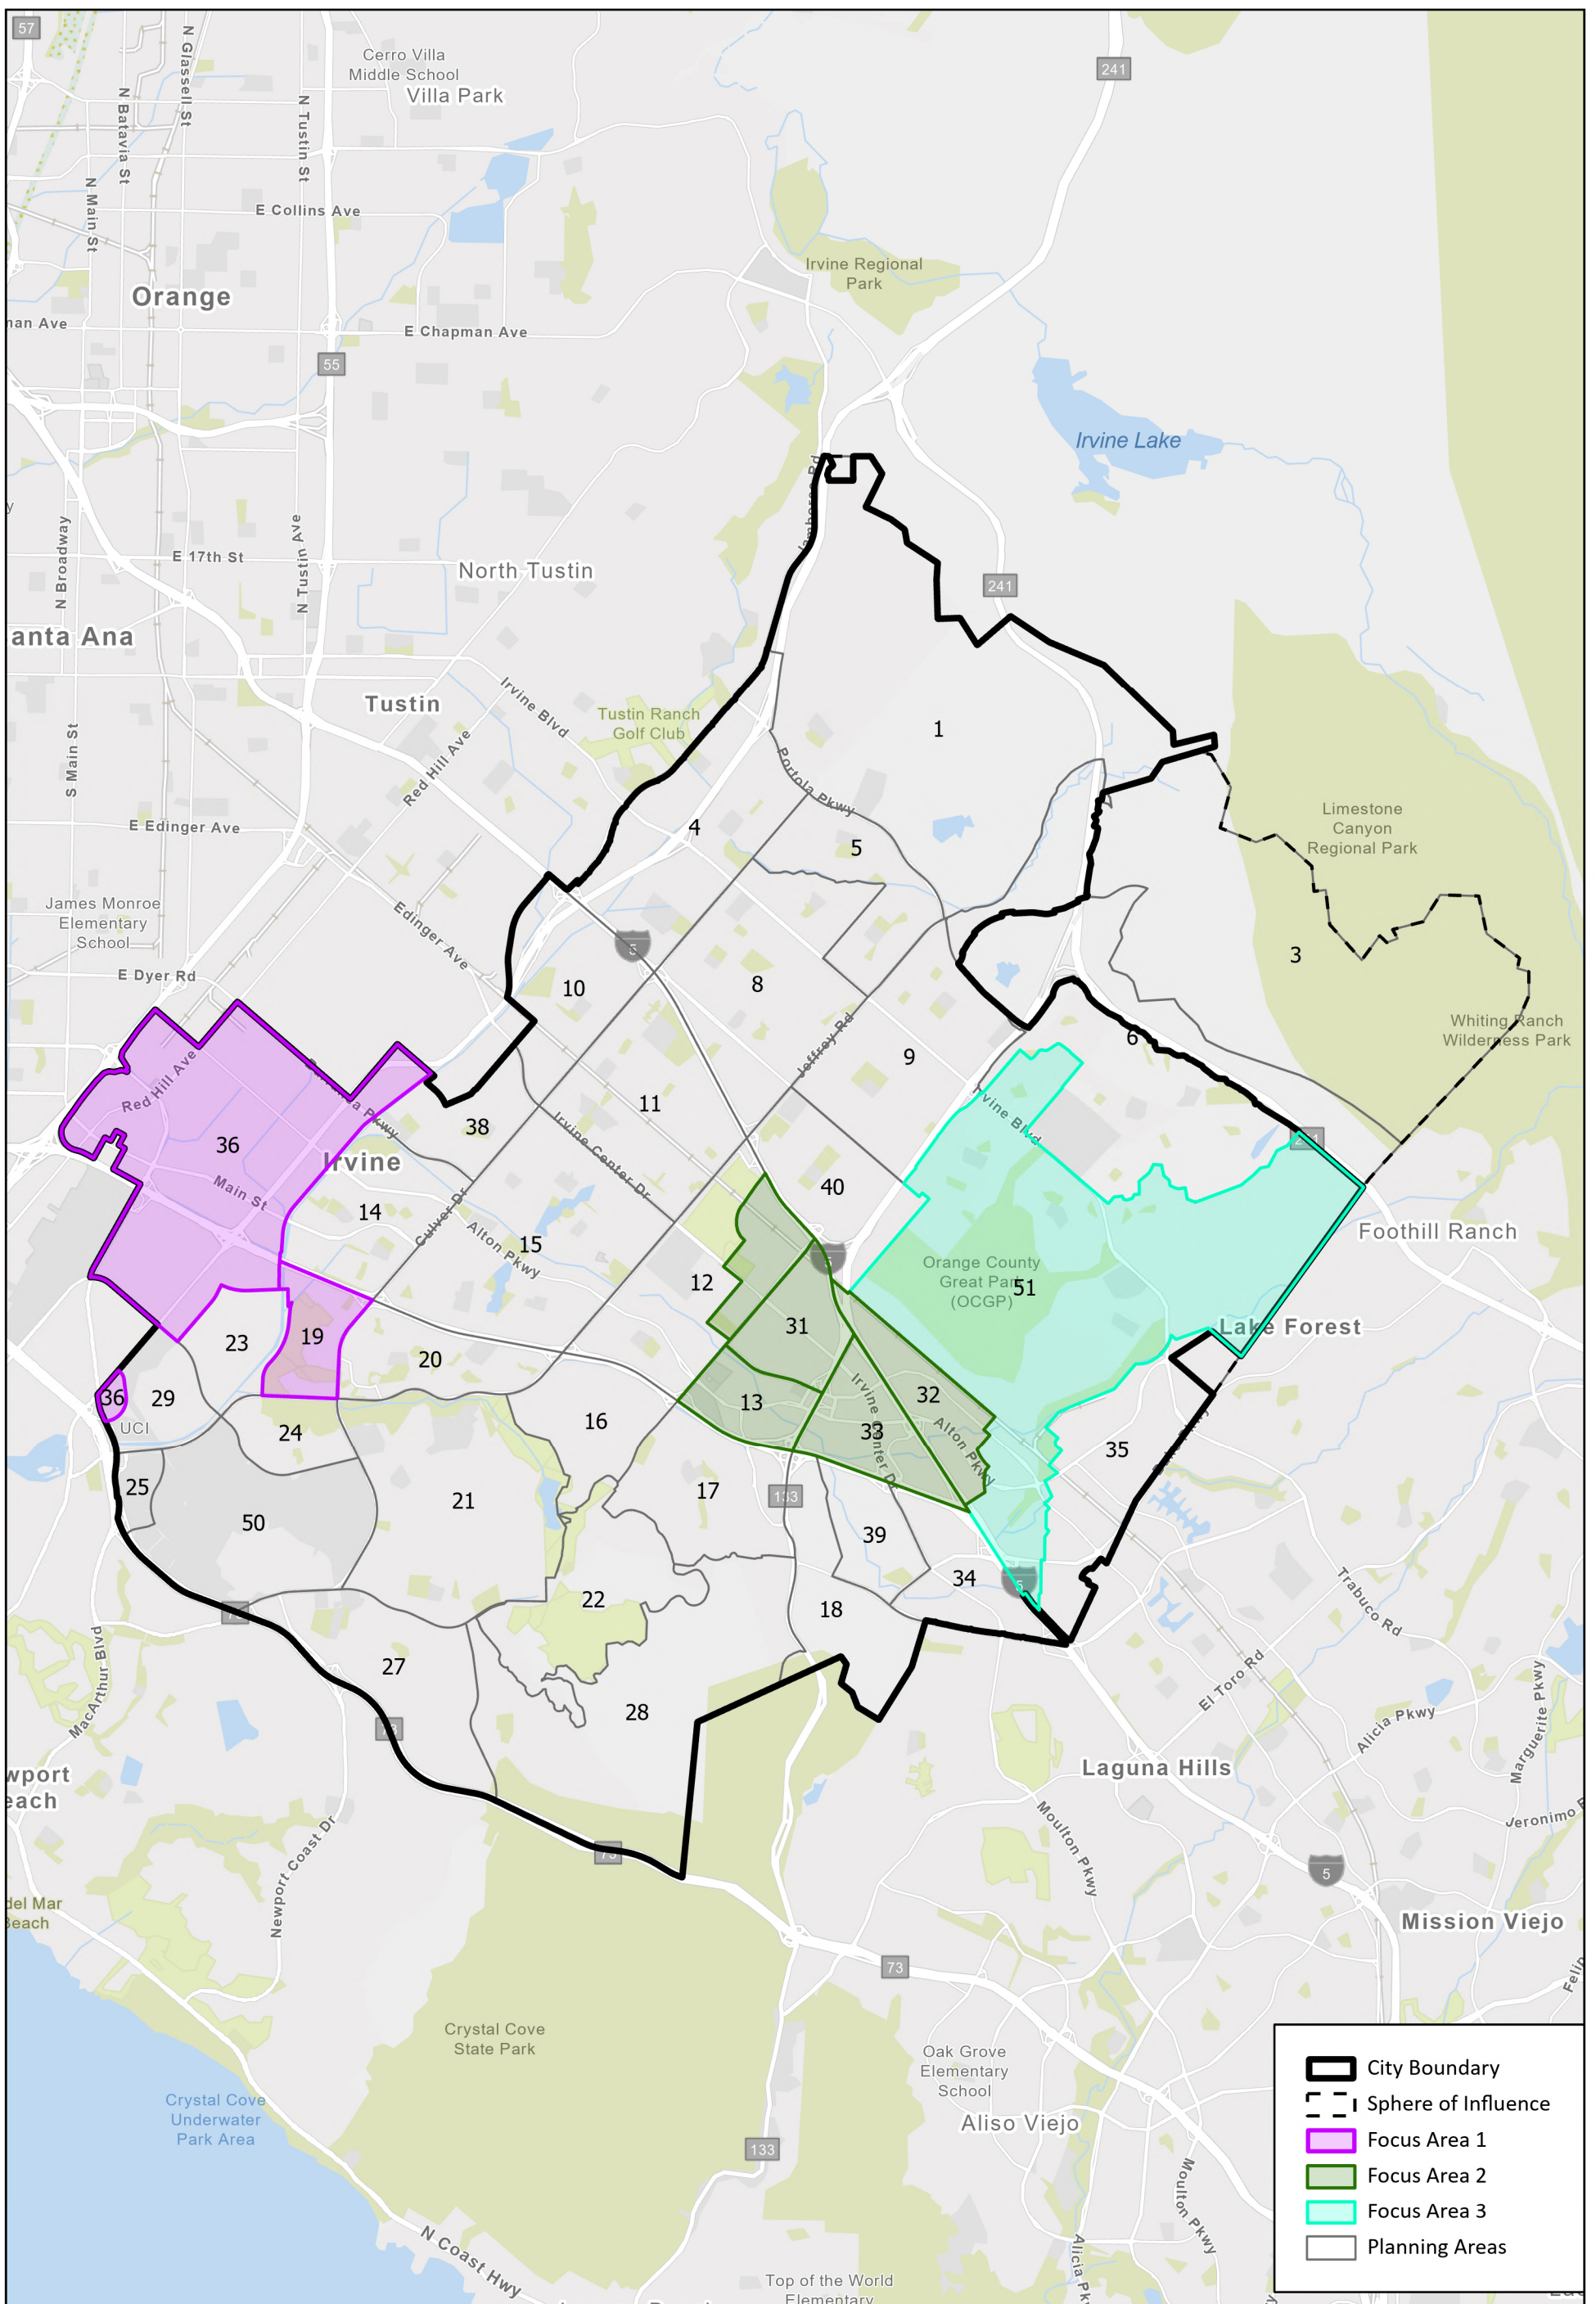 57
N Glassell St
N Batavia St
N Main St
N Tustin St
Cerro Villa
Middle School
Villa Park
241
E Collins Ave
Irvine Regional
Park
Orange
E Chapman Ave
55
Irvine Lake
N Broadway
E 17th St
N Tustin Ave
North Tustin
241
anta Ana
Tustin
Irvine Blvd
Tustin Ranch
Golf Club
Red Hill Ave
S Main St
1
Portola Pkwy
E Edinger Ave
4
5
Limestone
Canyon
Regional Park
James Monroe
Elementary
School
Edinger Ave
5
3
E Dyer Rd
10
8
Whiting Ranch
Wilderness Park
Jeffrey Rd
6
9
Red Hill Ave
36
38
11
Irvine Blvd
Irvine
Irvine Center Dr
Main St
14
Culver Dr
Alton Pkwy
15
40
12
5
Orange County
Great Park
(OCGP)
51
Foothill Ranch
Lake Forest
23
19
20
31
36
29
UCI
24
16
13
32
33
Irvine Center Dr
Alton Pkwy
35
25
50
21
17
133
39
34
5
22
18
27
28
73
73
MacArthur Blvd
Newport Coast Dr
Trabuco Rd
El Toro Rd
Alicia Pkwy
Marguerite Pkwy
Laguna Hills
wport
each
Moulton Pkwy
Jeronimo
5
Mission Viejo
del Mar
Beach
73
Crystal Cove
State Park
Oak Grove
Elementary
School
Aliso Viejo
Crystal Cove
Underwater
Park Area
133
Moulton Pkwy
N Coast Hwy
Top of the World
Elementary
City Boundary
Sphere of Influence
Focus Area 1
Focus Area 2
Focus Area 3
Planning Areas